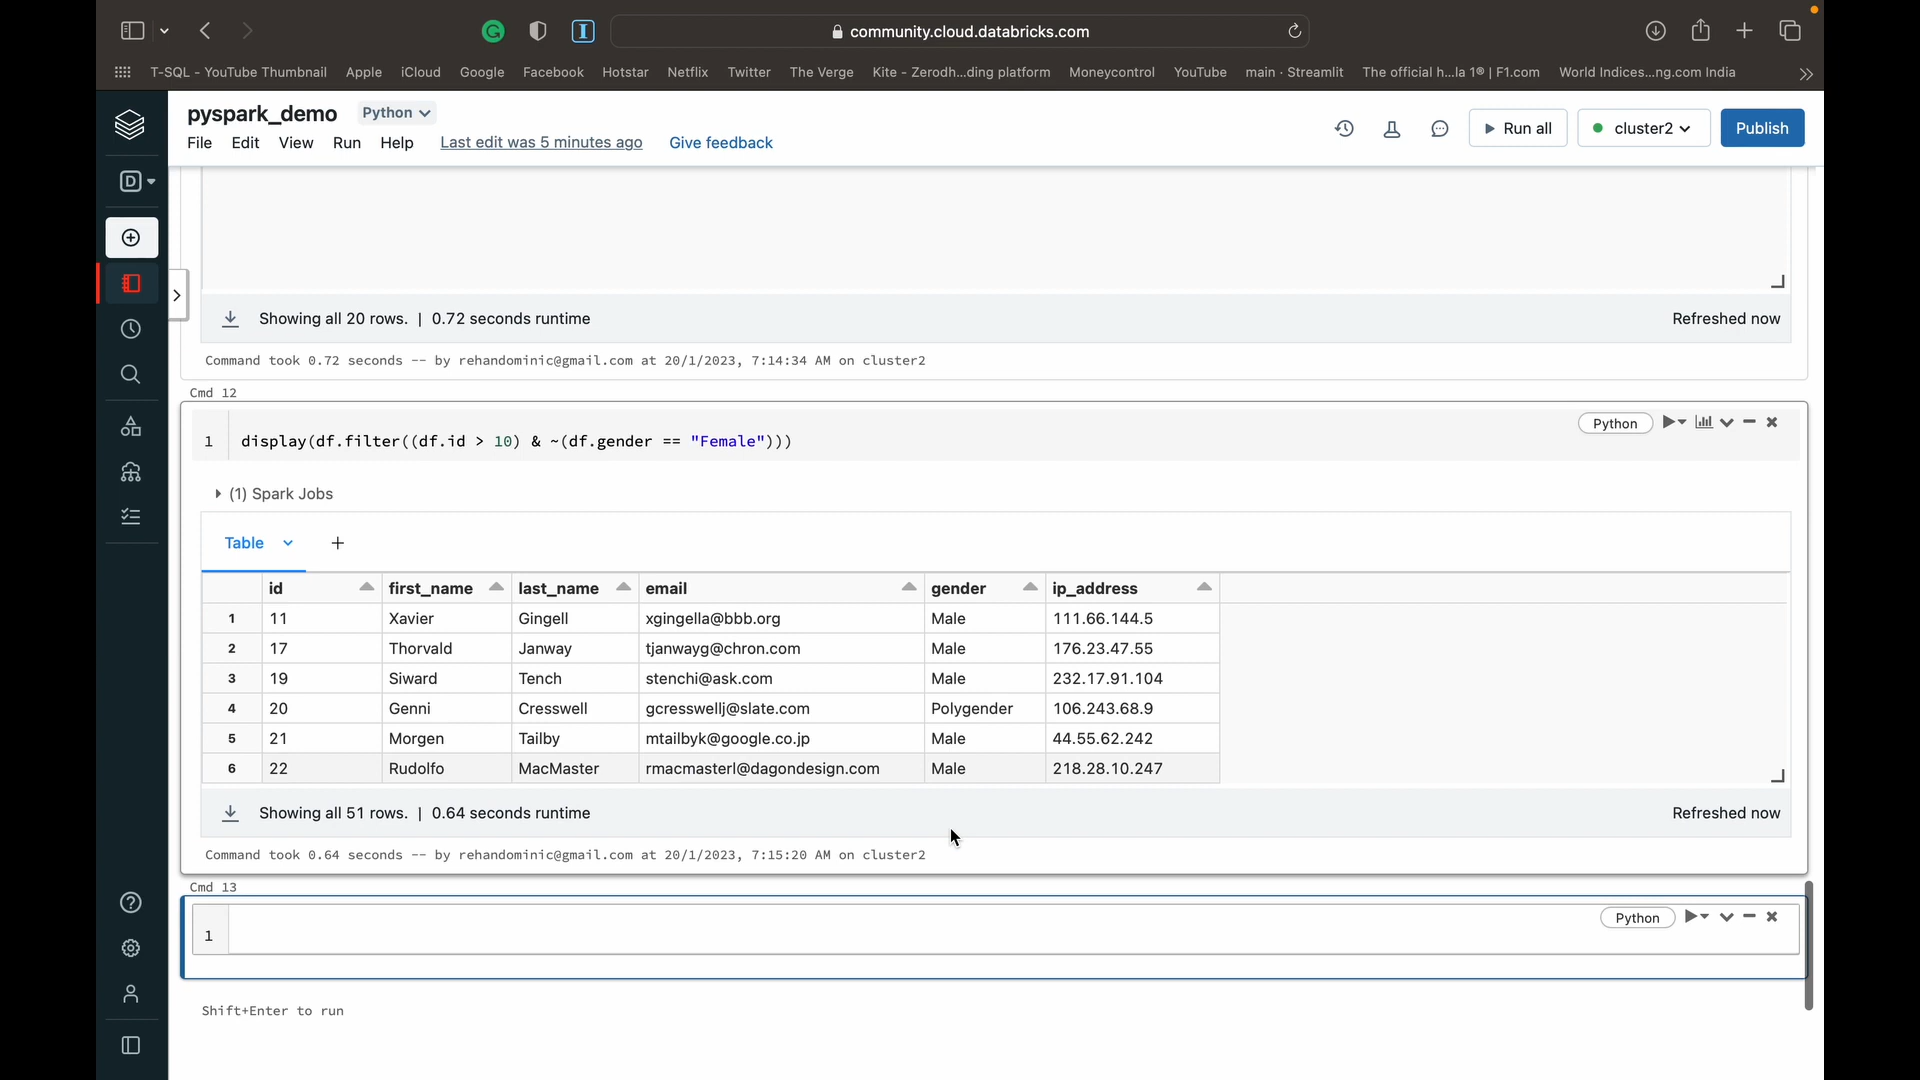 community.cloud.databricks.com
T-SQL - YouTube Thumbnail Apple iCloud Google Facebook Hotstar Netflix Twitter The Verge Kite - Zerodh...ding platform Moneycontrol YouTube main · Streamlit The official h...la 1® | F1.com World Indices...ng.com India
pyspark_demo Python
File Edit View Run Help Last edit was 5 minutes ago Give feedback
Run all cluster2 Publish
D
Showing all 20 rows. | 0.72 seconds runtime Refreshed now
Command took 0.72 seconds -- by rehandominic@gmail.com at 20/1/2023, 7:14:34 AM on cluster2
Cmd 12
Python
1 display(df.filter((df.id > 10) & ~(df.gender == "Female")))
(1) Spark Jobs
Table +
id first_name last_name email gender ip_address
1 11 Xavier Gingell xgingella@bbb.org Male 111.66.144.5
2 17 Thorvald Janway tjanwayg@chron.com Male 176.23.47.55
3 19 Siward Tench stenchi@ask.com Male 232.17.91.104
4 20 Genni Cresswell gcresswellj@slate.com Polygender 106.243.68.9
5 21 Morgen Tailby mtailbyk@google.co.jp Male 44.55.62.242
6 22 Rudolfo MacMaster rmacmasterl@dagondesign.com Male 218.28.10.247
Showing all 51 rows. | 0.64 seconds runtime Refreshed now
Command took 0.64 seconds -- by rehandominic@gmail.com at 20/1/2023, 7:15:20 AM on cluster2
Cmd 13
Python
1
Shift+Enter to run